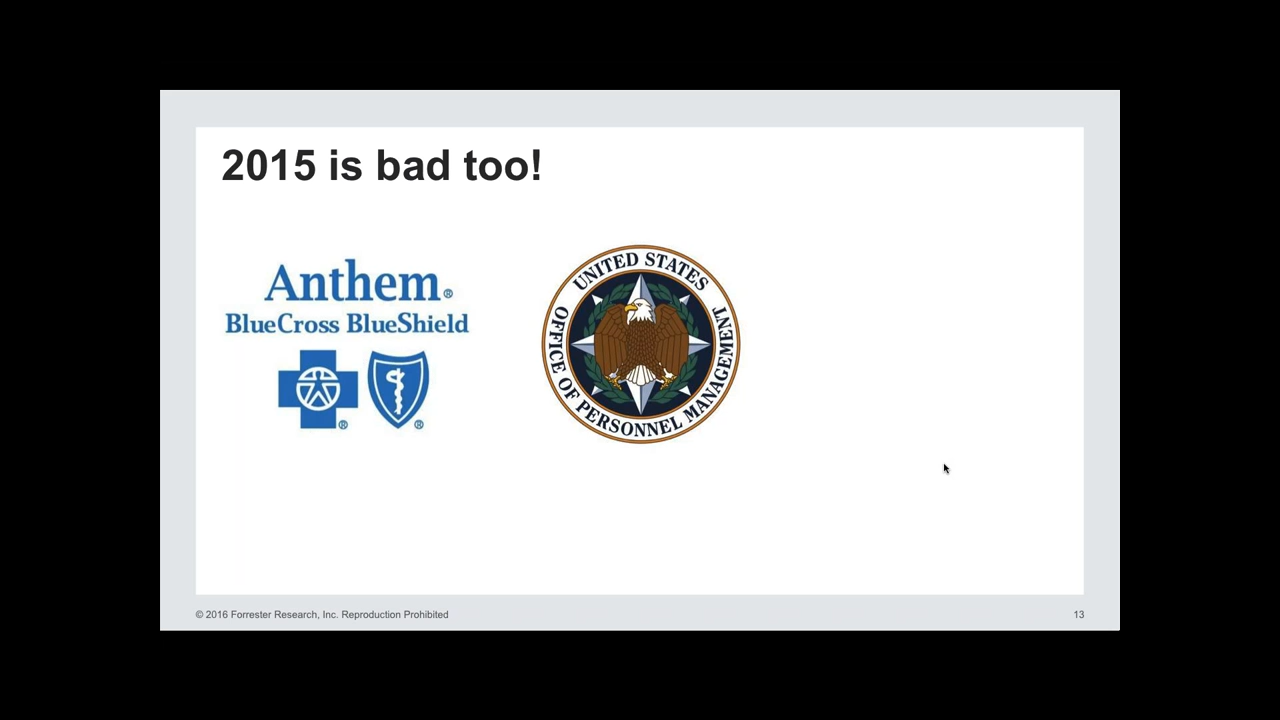 2015 is bad too!
Anthem®
BlueCross BlueShield
® ®
UNITED STATES
OFFICE OF PERSONNEL MANAGEMENT
© 2016 Forrester Research, Inc. Reproduction Prohibited
13